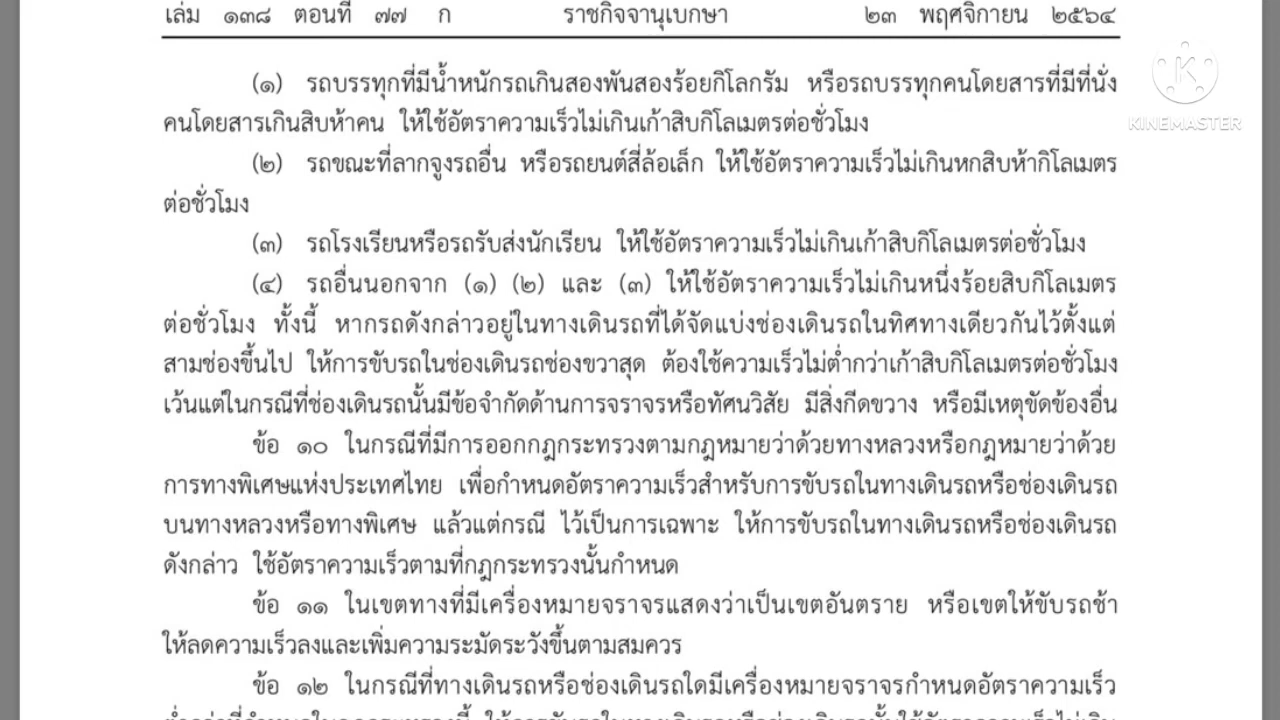 เล่ม ๑๓๘ ตอนที่ ๗๗ ก ราชกิจจานุเบกษา ๒๓ พฤศจิกายน ๒๕๖๔
(๑) รถบรรทุกที่มีน้ำหนักรถเกินสองพันสองร้อยกิโลกรัม หรือรถบรรทุกคนโดยสารที่มีที่นั่ง
คนโดยสารเกินสิบห้าคน ให้ใช้อัตราความเร็วไม่เกินเก้าสิบกิโลเมตรต่อชั่วโมง
(๒) รถขณะที่ลากจูงรถอื่น หรือรถยนต์สี่ล้อเล็ก ให้ใช้อัตราความเร็วไม่เกินหกสิบห้ากิโลเมตร
ต่อชั่วโมง
(๓) รถโรงเรียนหรือรถรับส่งนักเรียน ให้ใช้อัตราความเร็วไม่เกินเก้าสิบกิโลเมตรต่อชั่วโมง
(๔) รถอื่นนอกจาก (๑) (๒) และ (๓) ให้ใช้อัตราความเร็วไม่เกินหนึ่งร้อยสิบกิโลเมตร
ต่อชั่วโมง ทั้งนี้ หากรถดังกล่าวอยู่ในทางเดินรถที่ได้จัดแบ่งช่องเดินรถในทิศทางเดียวกันไว้ตั้งแต่
สามช่องขึ้นไป ให้การขับรถในช่องเดินรถช่องขวาสุด ต้องใช้ความเร็วไม่ต่ำกว่าเก้าสิบกิโลเมตรต่อชั่วโมง
เว้นแต่ในกรณีที่ช่องเดินรถนั้นมีข้อจำกัดด้านการจราจรหรือทัศนวิสัย มีสิ่งกีดขวาง หรือมีเหตุขัดข้องอื่น
ข้อ ๑๐ ในกรณีที่มีการออกกฎกระทรวงตามกฎหมายว่าด้วยทางหลวงหรือกฎหมายว่าด้วย
การทางพิเศษแห่งประเทศไทย เพื่อกำหนดอัตราความเร็วสำหรับการขับรถในทางเดินรถหรือช่องเดินรถ
บนทางหลวงหรือทางพิเศษ แล้วแต่กรณี ไว้เป็นการเฉพาะ ให้การขับรถในทางเดินรถหรือช่องเดินรถ
ดังกล่าว ใช้อัตราความเร็วตามที่กฎกระทรวงนั้นกำหนด
ข้อ ๑๑ ในเขตทางที่มีเครื่องหมายจราจรแสดงว่าเป็นเขตอันตราย หรือเขตให้ขับรถช้า
ให้ลดความเร็วลงและเพิ่มความระมัดระวังขึ้นตามสมควร
ข้อ ๑๒ ในกรณีที่ทางเดินรถหรือช่องเดินรถใดมีเครื่องหมายจราจรกำหนดอัตราความเร็ว
K
KINEMASTER